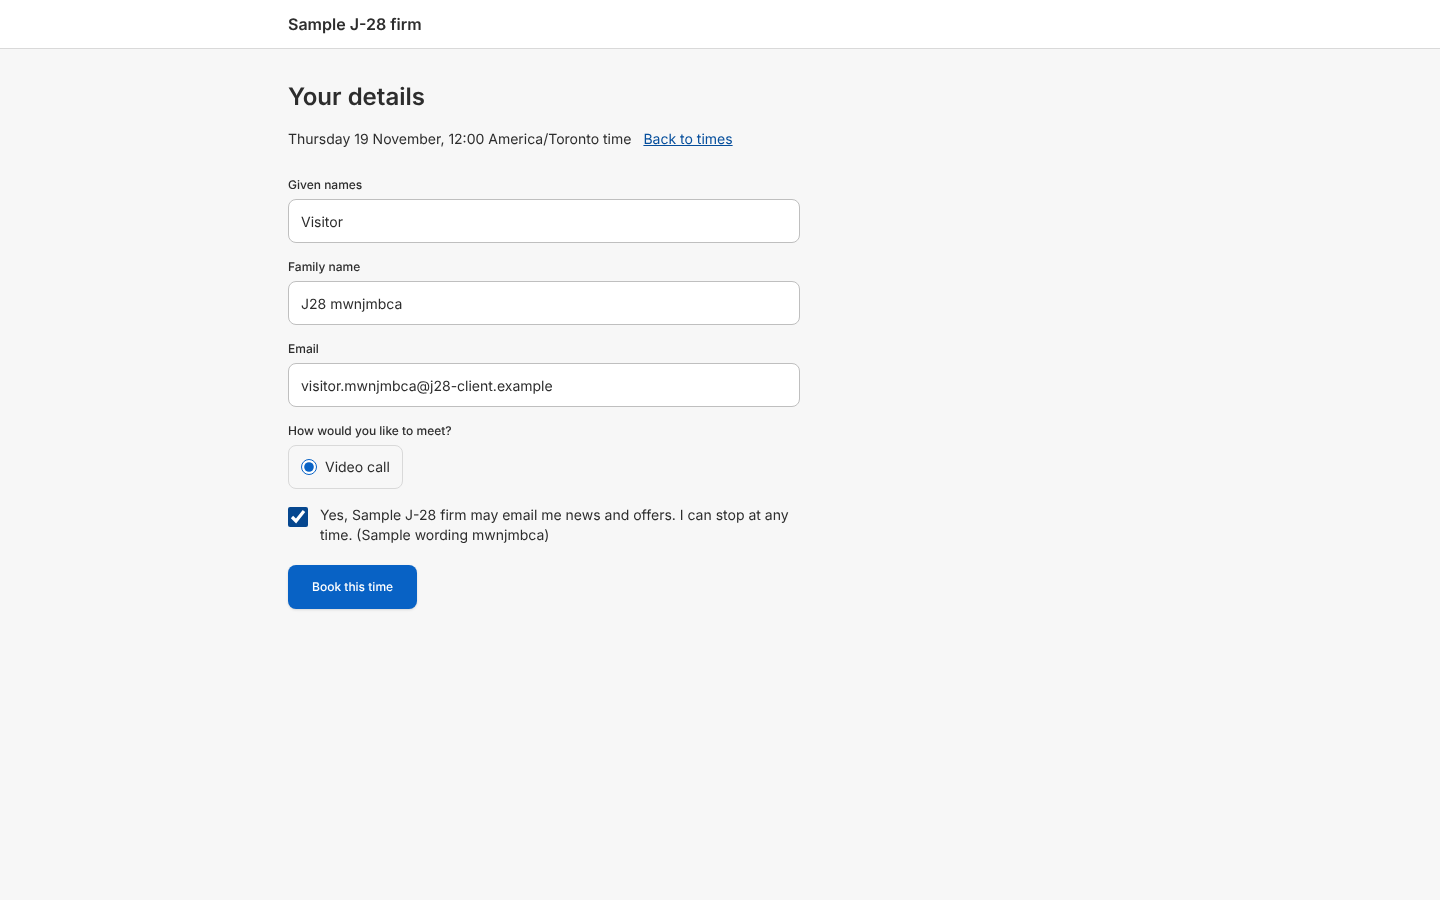 Sample J-28 firm
Your details
Thursday 19 November, 12:00 America/Toronto time Back to times
Given names
Visitor
Family name
J28 mwnjmbca
Email
visitor.mwnjmbca@j28-client.example
How would you like to meet?
Video call
Yes, Sample J-28 firm may email me news and offers. I can stop at any
time. (Sample wording mwnjmbca)
Book this time